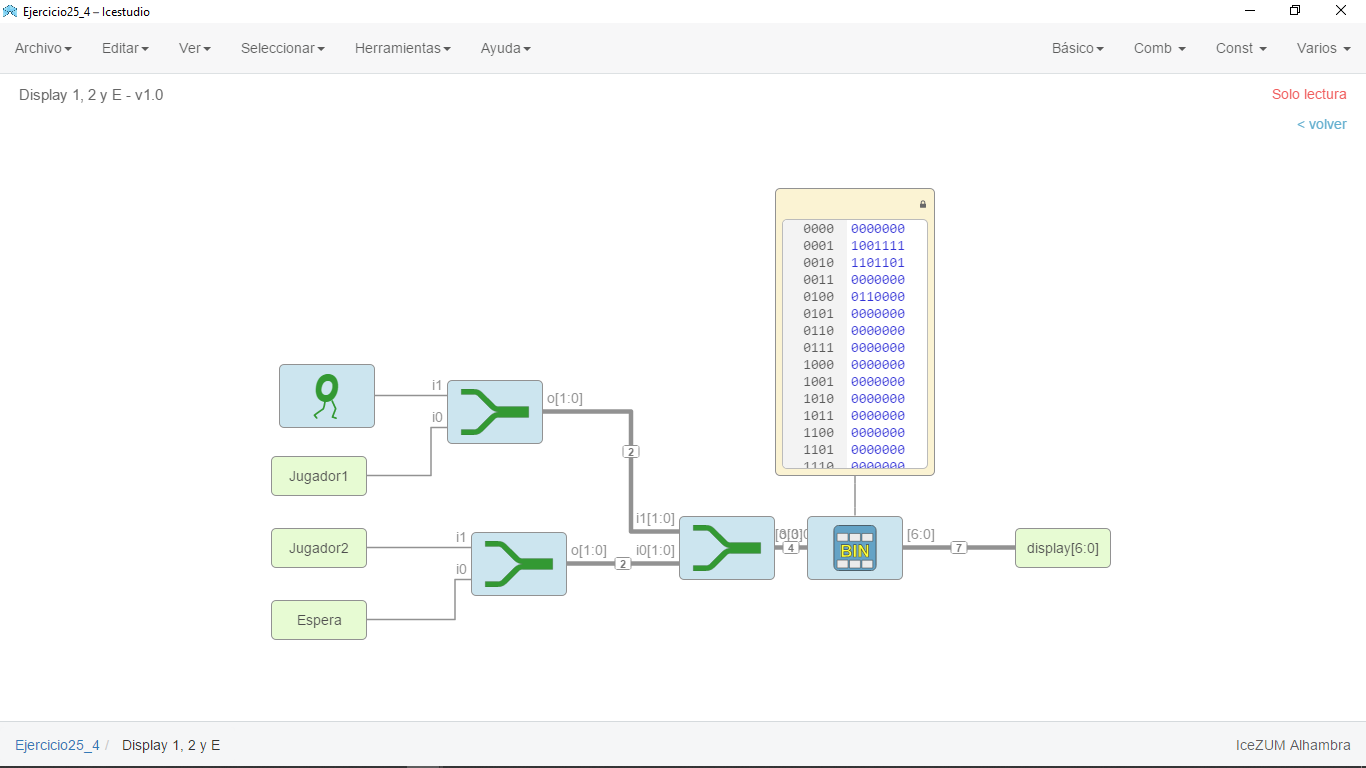 Ejercicio25_4 – Icestudio
Archivo Editar Ver Seleccionar Herramientas Ayuda Básico Comb Const Varios
Display 1, 2 y E - v1.0
Solo lectura
< volver
0000 0000000
0001 1001111
0010 1101101
0011 0000000
0100 0110000
0101 0000000
0110 0000000
0111 0000000
1000 0000000
1001 0000000
1010 0000000
1011 0000000
1100 0000000
1101 0000000
1110 0000000
0
i1
i0
o[1:0]
Jugador1
2
i1[1:0]
Jugador2
i1
i0
o[1:0]
2
i0[1:0]
4
BIN
[6:0]
7
display[6:0]
Espera
Ejercicio25_4 / Display 1, 2 y E
IceZUM Alhambra